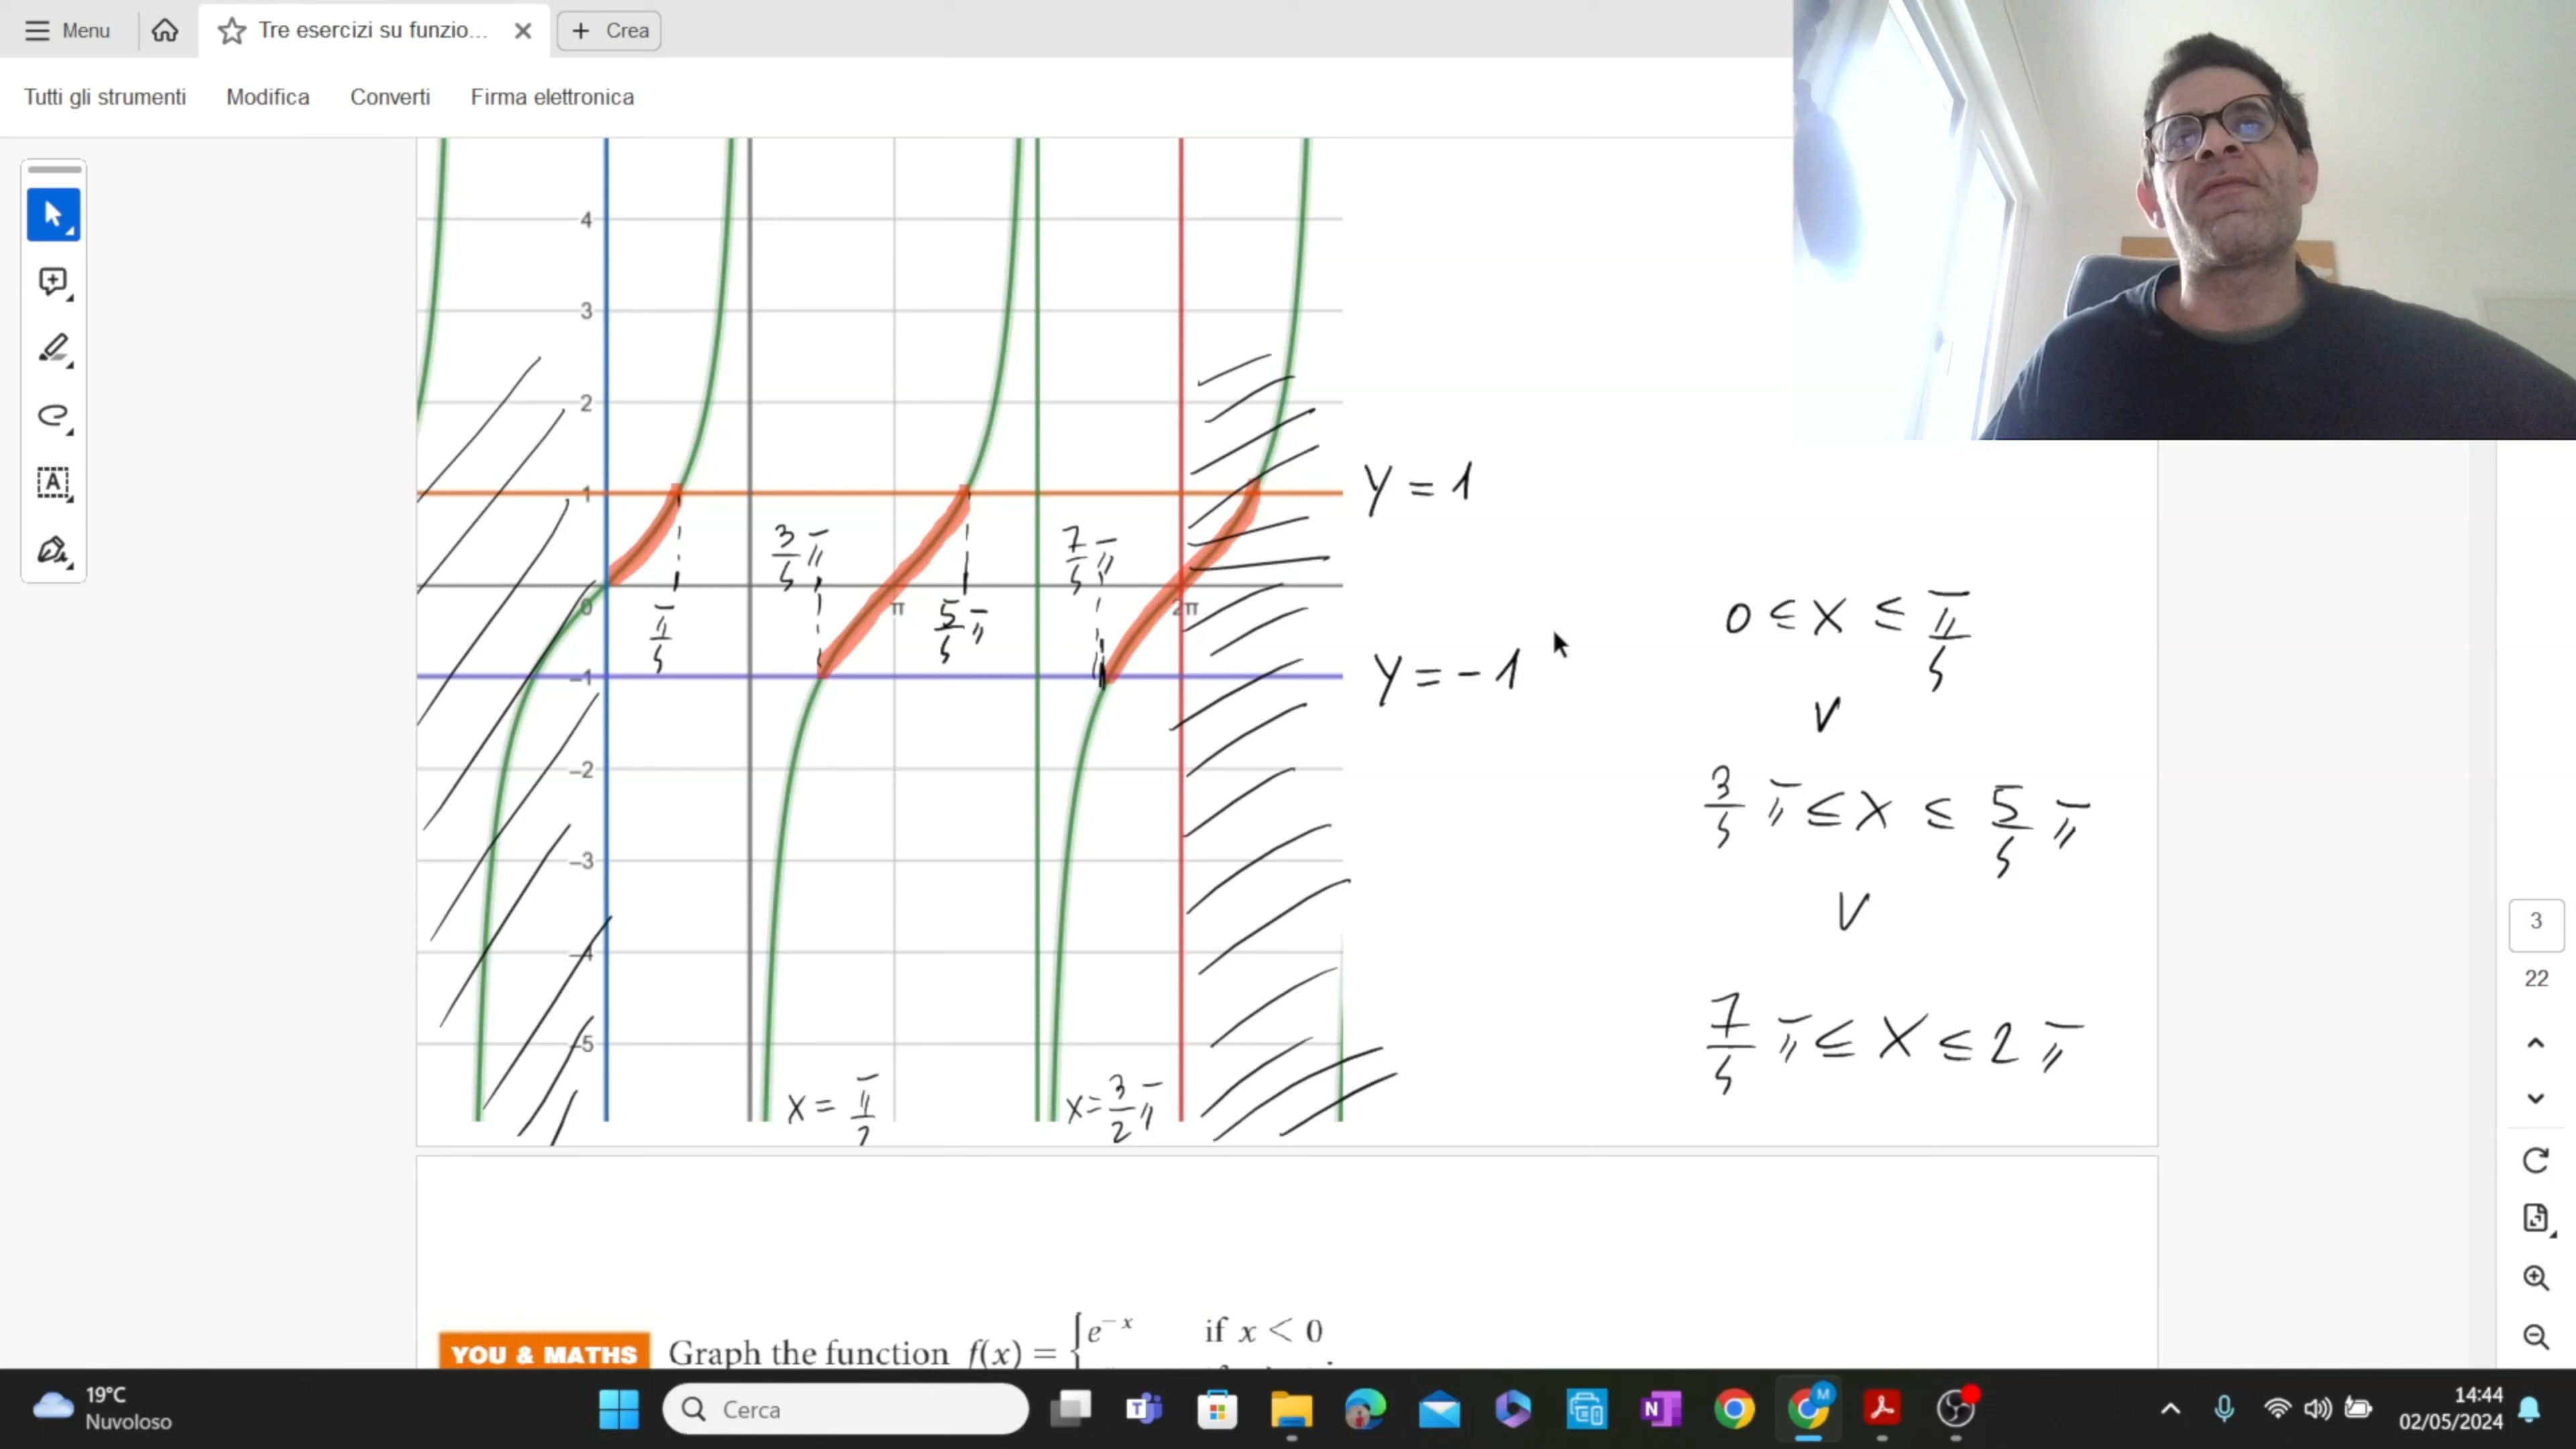 Menu
Tre esercizi su funzio...
Crea
Tutti gli strumenti
Modifica
Converti
Firma elettronica
4
3
2
1
0
-1
-2
-3
-4
-5
π
2π
π/4
3/4 π
5/4 π
7/4 π
x = π/2
x = 3/2 π
y = 1
y = -1
0 ≤ x ≤ π/4
∨
3/4 π ≤ x ≤ 5/4 π
∨
7/4 π ≤ x ≤ 2π
3
22
YOU & MATHS Graph the function f(x) = { e^-x if x < 0
19°C
Nuvoloso
Cerca
M
14:44
02/05/2024